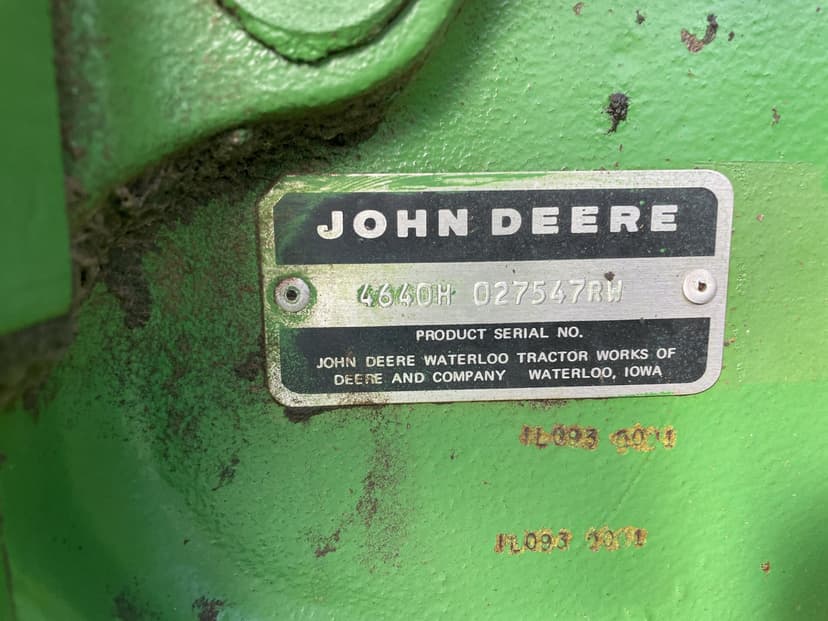 JOHN DEERE
4640H 027547RW
PRODUCT SERIAL NO.
JOHN DEERE WATERLOO TRACTOR WORKS OF
DEERE AND COMPANY WATERLOO, IOWA